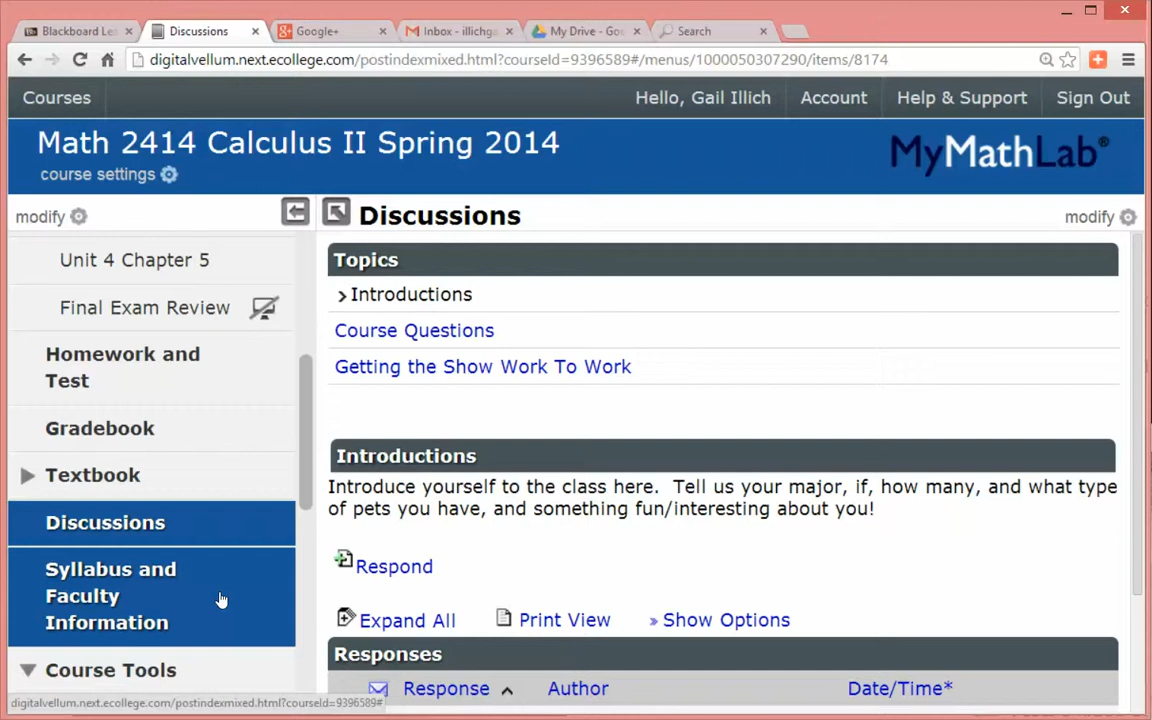 Blackboard Le
Discussions
Google+
Inbox - illichga
My Drive - Goo
Search
digitalvellum.next.ecollege.com/postindexmixed.html?courseId=9396589#/menus/1000050307290/items/8174
Courses
Hello, Gail Illich
Account
Help & Support
Sign Out
Math 2414 Calculus II Spring 2014
course settings
MyMathLab®
modify
Discussions
modify
Unit 4 Chapter 5
Final Exam Review
Homework and
Test
Gradebook
Textbook
Discussions
Syllabus and
Faculty
Information
Course Tools
Topics
Introductions
Course Questions
Getting the Show Work To Work
Introductions
Introduce yourself to the class here. Tell us your major, if, how many, and what type
of pets you have, and something fun/interesting about you!
Respond
Expand All
Print View
» Show Options
Responses
Response
Author
Date/Time*
digitalvellum.next.ecollege.com/postindexmixed.html?courseId=9396589#